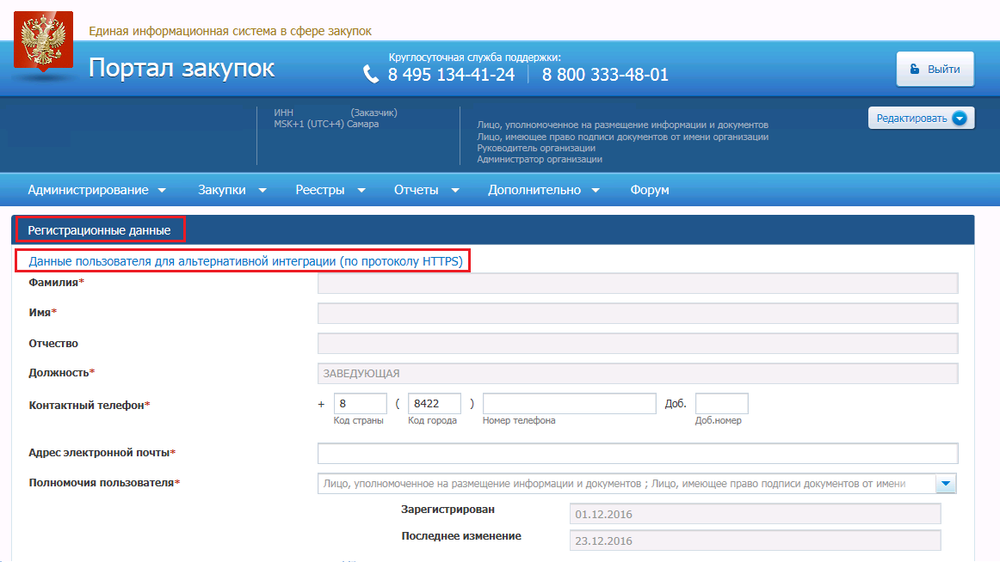 Единая информационная система в сфере закупок
Портал закупок
Круглосуточная служба поддержки:
8 495 134-41-24 8 800 333-48-01
Выйти
ИНН (Заказчик)
MSK+1 (UTC+4) Самара
Лицо, уполномоченное на размещение информации и документов
Лицо, имеющее право подписи документов от имени организации
Руководитель организации
Администратор организации
Редактировать
Администрирование Закупки Реестры Отчеты Дополнительно Форум
Регистрационные данные
Данные пользователя для альтернативной интеграции (по протоколу HTTPS)
Фамилия*
Имя*
Отчество
Должность* ЗАВЕДУЮЩАЯ
Контактный телефон* + 8 ( 8422 ) Доб.
Код страны Код города Номер телефона Доб.номер
Адрес электронной почты*
Полномочия пользователя* Лицо, уполномоченное на размещение информации и документов ; Лицо, имеющее право подписи документов от имени
Зарегистрирован 01.12.2016
Последнее изменение 23.12.2016